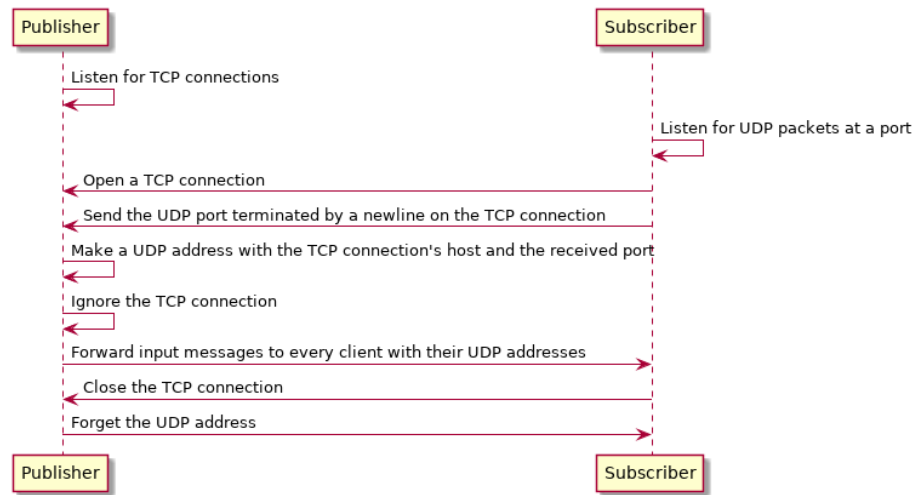 Publisher
Subscriber
Listen for TCP connections
Listen for UDP packets at a port
Open a TCP connection
Send the UDP port terminated by a newline on the TCP connection
Make a UDP address with the TCP connection's host and the received port
Ignore the TCP connection
Forward input messages to every client with their UDP addresses
Close the TCP connection
Forget the UDP address
Publisher
Subscriber